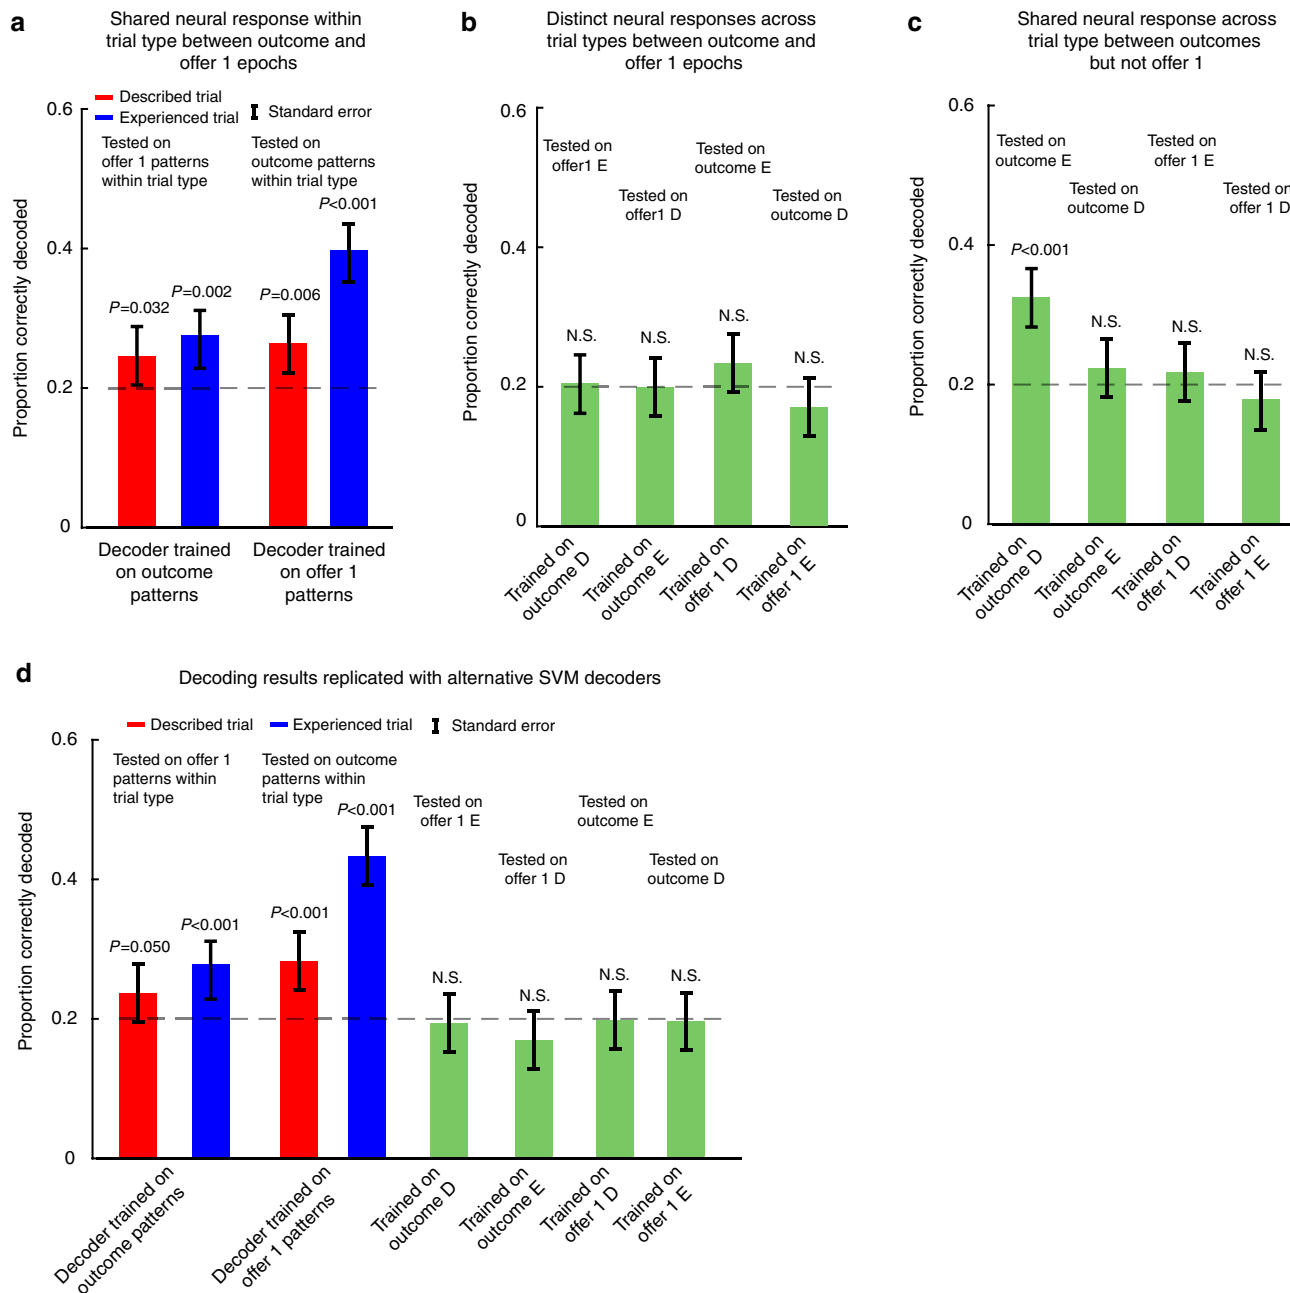 a
Shared neural response within
trial type between outcome and
offer 1 epochs
Described trial
Experienced trial
Standard error
Tested on
offer 1 patterns
within trial type
Tested on
outcome patterns
within trial type
Proportion correctly decoded
0.6
0.4
0.2
0
P=0.032
P=0.002
P=0.006
P<0.001
Decoder trained
on outcome
patterns
Decoder trained
on offer 1
patterns
b
Distinct neural responses across
trial types between outcome and
offer 1 epochs
Proportion correctly decoded
0.6
0.4
0.2
0
Tested on
offer1 E
Tested on
offer1 D
Tested on
outcome E
Tested on
outcome D
N.S.
N.S.
N.S.
N.S.
Trained on
outcome D
Trained on
outcome E
Trained on
offer 1 D
Trained on
offer 1 E
c
Shared neural response across
trial type between outcomes
but not offer 1
Proportion correctly decoded
0.6
0.4
0.2
0
Tested on
outcome E
Tested on
outcome D
Tested on
offer 1 E
Tested on
offer 1 D
P<0.001
N.S.
N.S.
N.S.
Trained on
outcome D
Trained on
outcome E
Trained on
offer 1 D
Trained on
offer 1 E
d
Decoding results replicated with alternative SVM decoders
Described trial
Experienced trial
Standard error
Proportion correctly decoded
0.6
0.4
0.2
0
Tested on offer 1
patterns within
trial type
Tested on outcome
patterns within
trial type
Tested on
offer 1 E
Tested on
offer 1 D
Tested on
outcome E
Tested on
outcome D
P=0.050
P<0.001
P<0.001
P<0.001
N.S.
N.S.
N.S.
N.S.
Decoder trained on
outcome patterns
Decoder trained on
offer 1 patterns
Trained on
outcome D
Trained on
outcome E
Trained on
offer 1 D
Trained on
offer 1 E